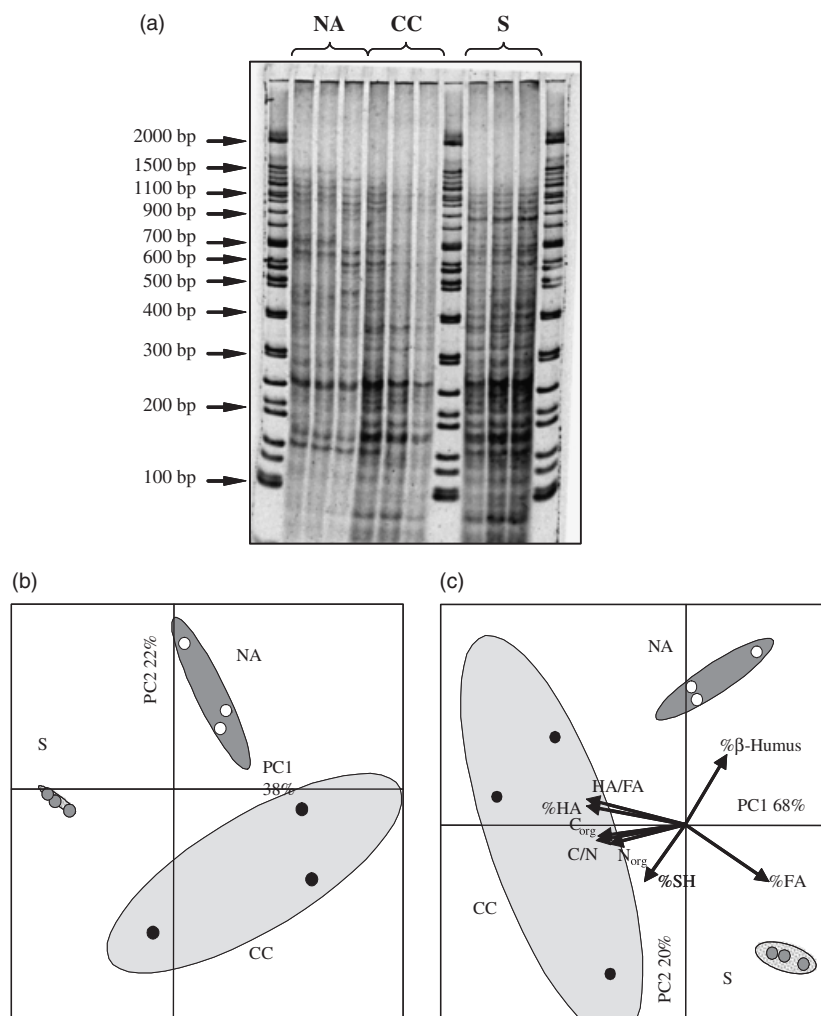 (a)
NA CC S
2000 bp
1500 bp
1100 bp
900 bp
700 bp
600 bp
500 bp
400 bp
300 bp
200 bp
100 bp
(b)
PC2 22%
NA
S
PC1
38%
CC
(c)
NA
%β-Humus
HA/FA
PC1 68%
%HA
Corg
C/N
Norg
%SH
%FA
CC
PC2 20%
S